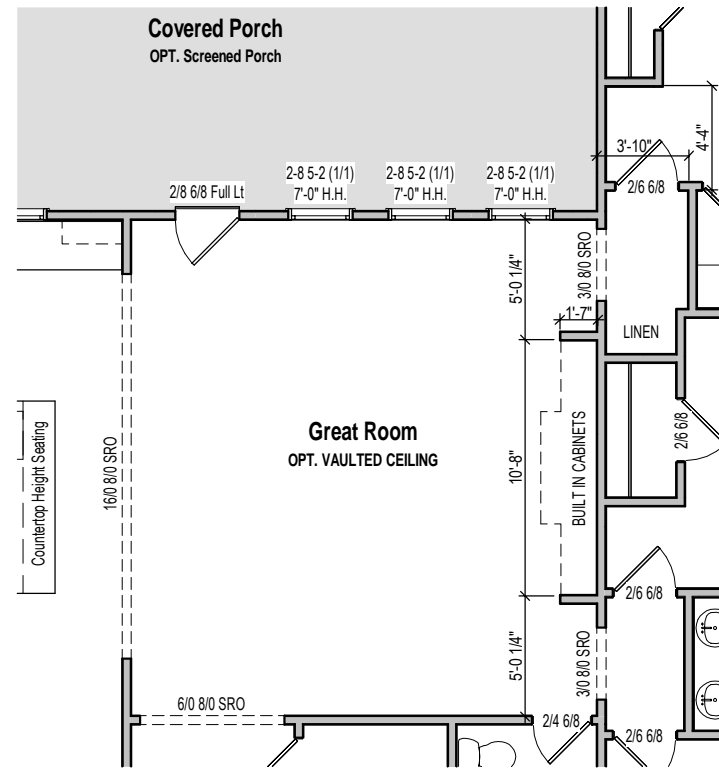 Covered Porch
OPT. Screened Porch
2/8 6/8 Full Lt
2-8 5-2 (1/1)
7'-0" H.H.
2-8 5-2 (1/1)
7'-0" H.H.
2-8 5-2 (1/1)
7'-0" H.H.
3'-10"
4'-4"
2/6 6/8
5'-0 1/4"
3/0 8/0 SRO
1'-7"
LINEN
Great Room
OPT. VAULTED CEILING
16/0 8/0 SRO
Countertop Height Seating
10'-8"
BUILT IN CABINETS
2/6 6/8
2/6 6/8
5'-0 1/4"
3/0 8/0 SRO
6/0 8/0 SRO
2/4 6/8
2/6 6/8